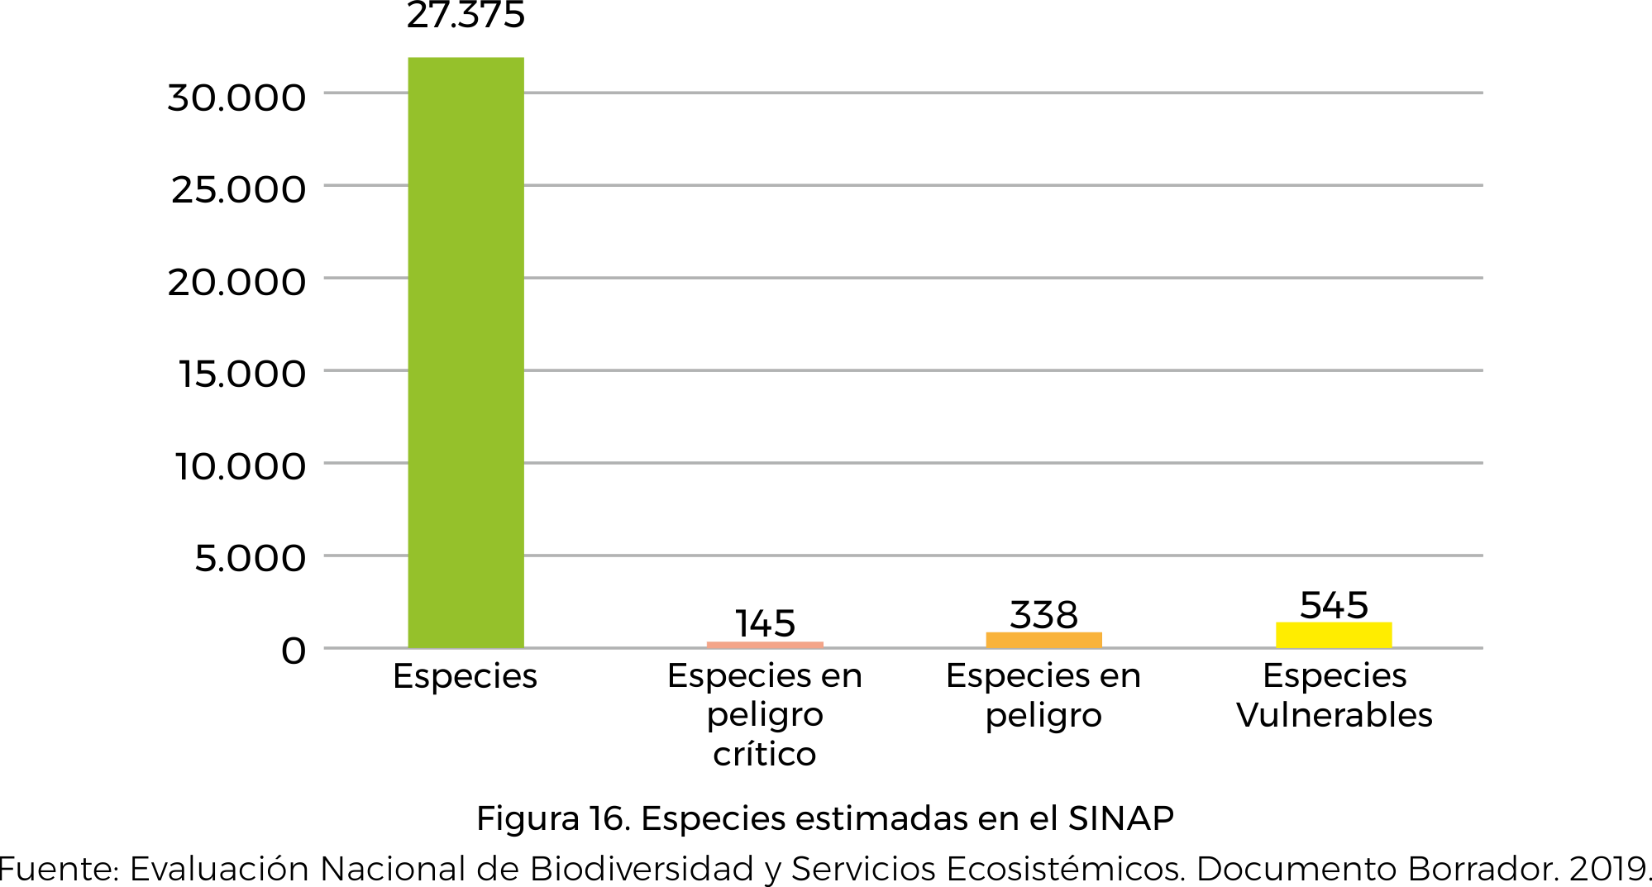 27.375
30.000
25.000
20.000
15.000
10.000
5.000
0
145
338
545
Especies
Especies en
peligro
crítico
Especies en
peligro
Especies
Vulnerables
Figura 16. Especies estimadas en el SINAP
Fuente: Evaluación Nacional de Biodiversidad y Servicios Ecosistémicos. Documento Borrador. 2019.